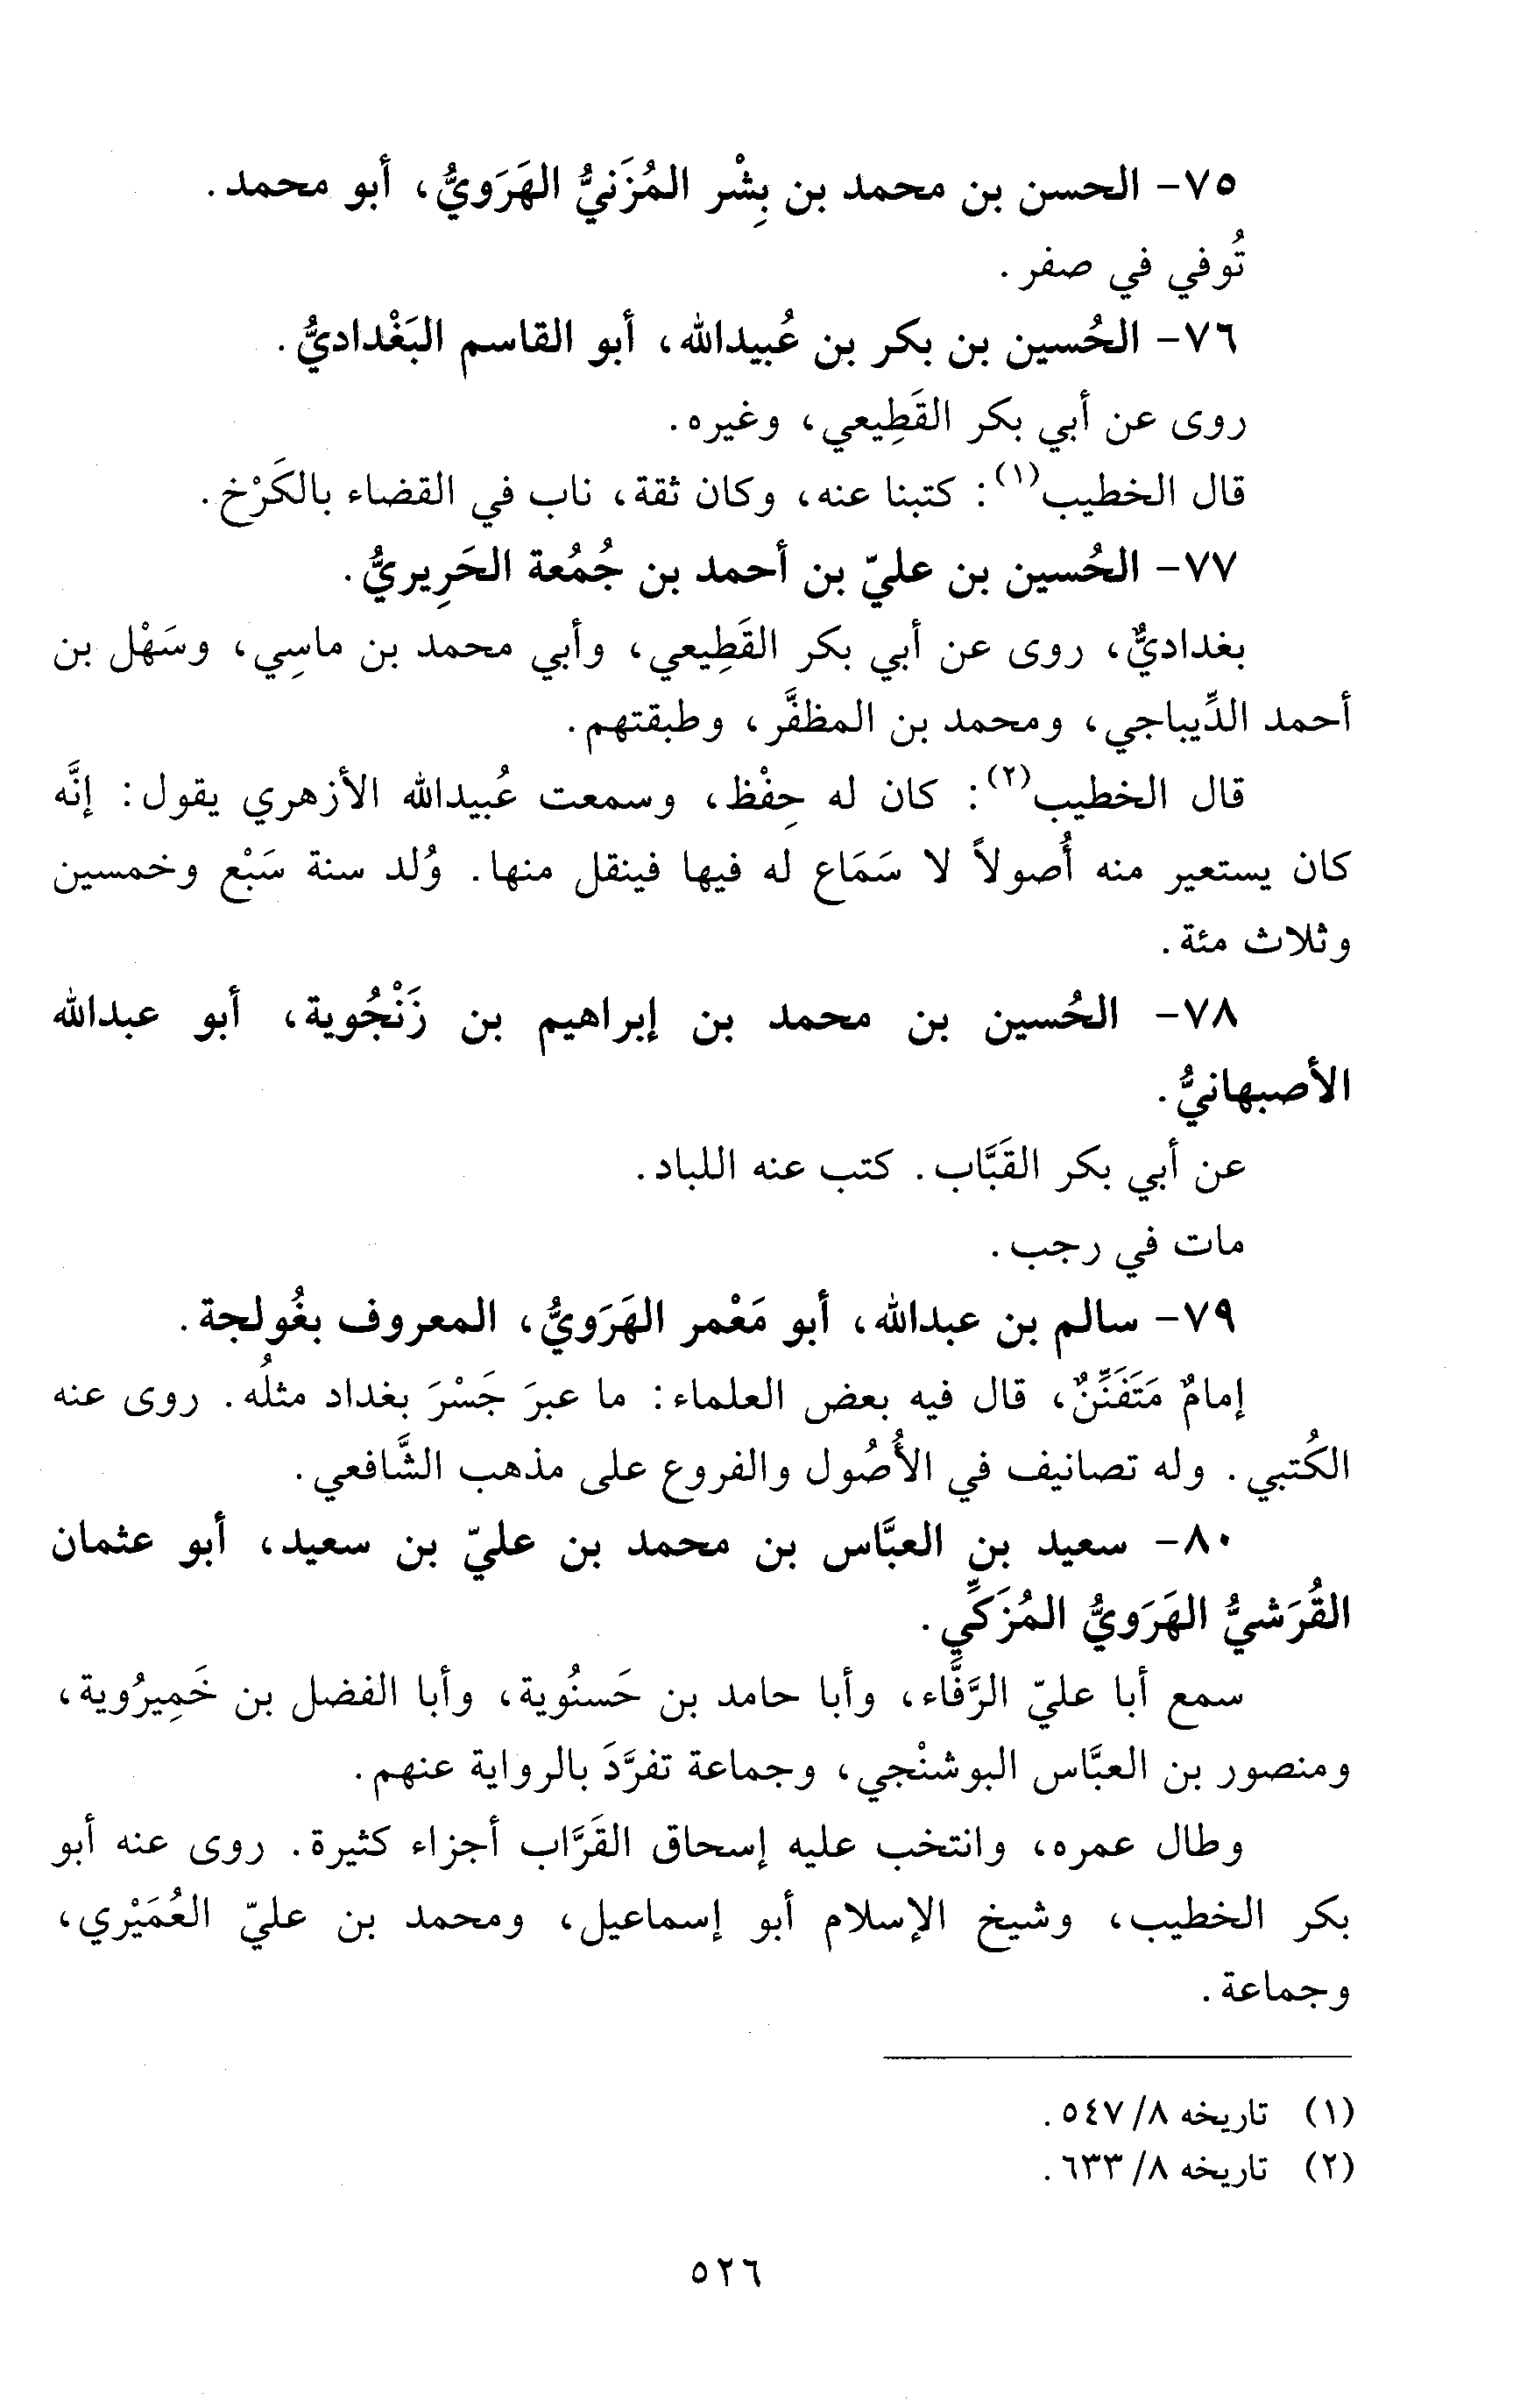 ٧٥- الحسن بن محمد بن بِشْر المُزَنيُّ الهَرَويُّ، أبو محمد.
تُوفي في صفر.
٧٦- الحُسين بن بكر بن عُبيدالله، أبو القاسم البَغْداديُّ.
روى عن أبي بكر القَطِيعي، وغيره.
قال الخطيب(١): كتبنا عنه، وكان ثقة، ناب في القضاء بالكَرْخ.
٧٧- الحُسين بن عليّ بن أحمد بن جُمُعة الحَرِيريُّ.
بغداديٌّ، روى عن أبي بكر القَطِيعي، وأبي محمد بن ماسِي، وسَهْل بن
أحمد الدِّيباجي، ومحمد بن المظفَّر، وطبقتهم.
قال الخطيب(٢): كان له حِفْظ، وسمعت عُبيدالله الأزهري يقول: إنَّه
كان يستعير منه أُصولاً لا سَمَاع له فيها فينقل منها. وُلد سنة سَبْع وخمسين
وثلاث مئة.
٧٨- الحُسين بن محمد بن إبراهيم بن زَنْجُوية، أبو عبدالله
الأصبهانيُّ.
عن أبي بكر القَبَّاب. كتب عنه اللباد.
مات في رجب.
٧٩- سالم بن عبدالله، أبو مَعْمر الهَرَويُّ، المعروف بغُولجة.
إمامٌ مَتَفَنِّنٌ، قال فيه بعض العلماء: ما عبرَ جَسْرَ بغداد مثلُه. روى عنه
الكُتبي. وله تصانيف في الأُصُول والفروع على مذهب الشَّافعي.
٨٠- سعيد بن العبَّاس بن محمد بن عليّ بن سعيد، أبو عثمان
القُرَشيُّ الهَرَويُّ المُزَكِّي.
سمع أبا عليّ الرَّفَّاء، وأبا حامد بن حَسنُوية، وأبا الفضل بن خَمِيرُوية،
ومنصور بن العبَّاس البوشنْجي، وجماعة تفرَّدَ بالرواية عنهم.
وطال عمره، وانتخب عليه إسحاق القَرَّاب أجزاء كثيرة. روى عنه أبو
بكر الخطيب، وشيخ الإسلام أبو إسماعيل، ومحمد بن عليّ العُمَيْري،
وجماعة.
(١) تاريخه ٨/ ٥٤٧.
(٢) تاريخه ٨/ ٦٣٣.
٥٢٦